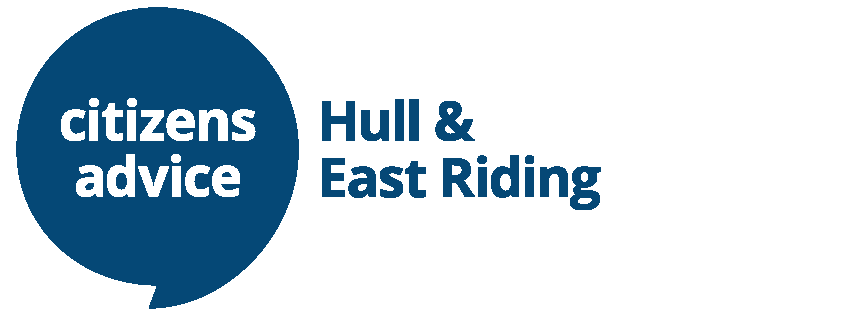 citizens
advice
Hull &
East Riding